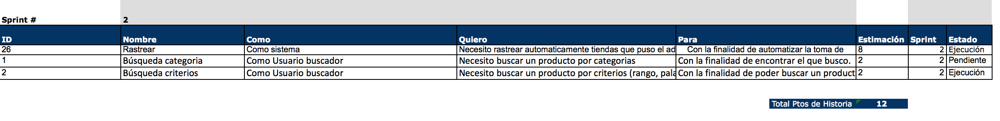 Sprint # 2
ID Nombre Como Quiero Para Estimación Sprint Estado
26 Rastrear Como sistema Necesito rastrear automaticamente tiendas que puso el ad Con la finalidad de automatizar la toma de 8 2 Ejecución
1 Búsqueda categoria Como Usuario buscador Necesito buscar un producto por categorias Con la finalidad de encontrar el que busco. 2 2 Pendiente
2 Búsqueda criterios Como Usuario buscador Necesito buscar un producto por criterios (rango, pala Con la finalidad de poder buscar un product 2 2 Ejecución
Total Ptos de Historia 12